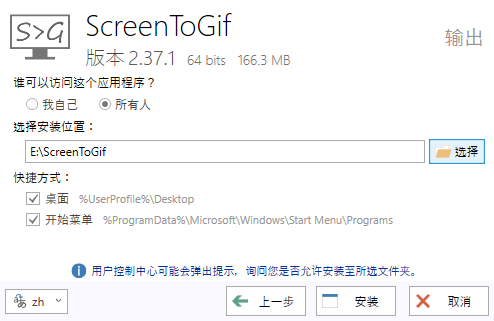 S>G
ScreenToGif
版本 2.37.1 64 bits 166.3 MB
输出
谁可以访问这个应用程序？
我自己 所有人
选择安装位置：
E:\ScreenToGif 选择
快捷方式：
桌面 %UserProfile%\Desktop
开始菜单 %ProgramData%\Microsoft\Windows\Start Menu\Programs
用户控制中心可能会弹出提示，询问您是否允许安装至所选文件夹。
zh 上一步 安装 取消